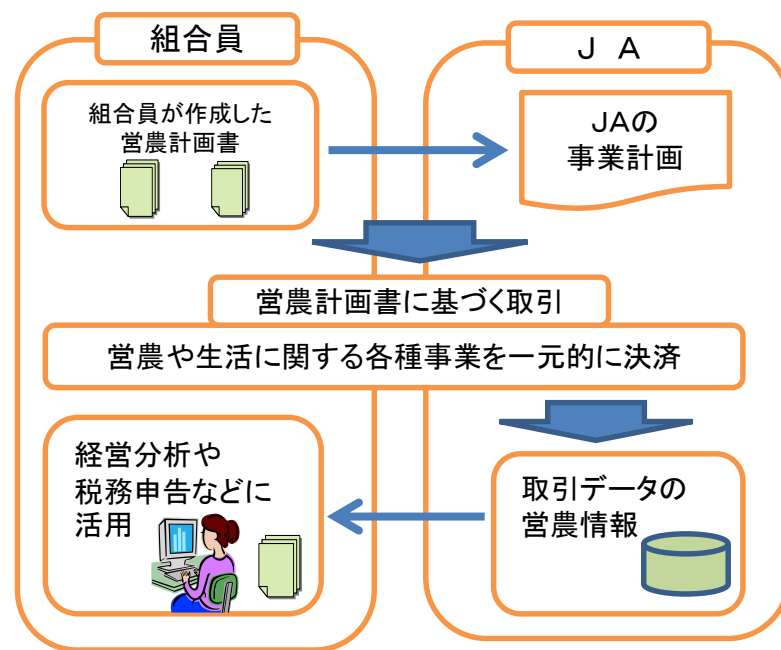 組合員
J A
組合員が作成した
営農計画書
JAの
事業計画
営農計画書に基づく取引
営農や生活に関する各種事業を一元的に決済
経営分析や
税務申告などに
活用
取引データの
営農情報